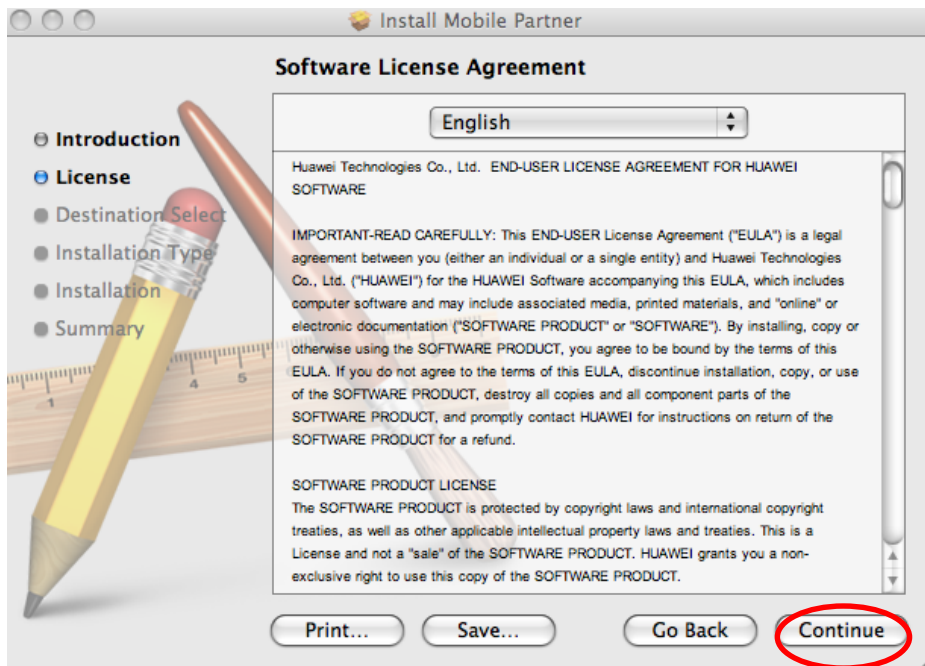 Install Mobile Partner
Software License Agreement
Introduction
License
Destination Select
Installation Type
Installation
Summary
1
4
5
English
Huawei Technologies Co., Ltd. END-USER LICENSE AGREEMENT FOR HUAWEI
SOFTWARE
IMPORTANT-READ CAREFULLY: This END-USER License Agreement ("EULA") is a legal
agreement between you (either an individual or a single entity) and Huawei Technologies
Co., Ltd. ("HUAWEI") for the HUAWEI Software accompanying this EULA, which includes
computer software and may include associated media, printed materials, and "online" or
electronic documentation ("SOFTWARE PRODUCT" or "SOFTWARE"). By installing, copy or
otherwise using the SOFTWARE PRODUCT, you agree to be bound by the terms of this
EULA. If you do not agree to the terms of this EULA, discontinue installation, copy, or use
of the SOFTWARE PRODUCT, destroy all copies and all component parts of the
SOFTWARE PRODUCT, and promptly contact HUAWEI for instructions on return of the
SOFTWARE PRODUCT for a refund.
SOFTWARE PRODUCT LICENSE
The SOFTWARE PRODUCT is protected by copyright laws and international copyright
treaties, as well as other applicable intellectual property laws and treaties. This is a
License and not a "sale" of the SOFTWARE PRODUCT. HUAWEI grants you a non-
exclusive right to use this copy of the SOFTWARE PRODUCT.
Print...
Save...
Go Back
Continue